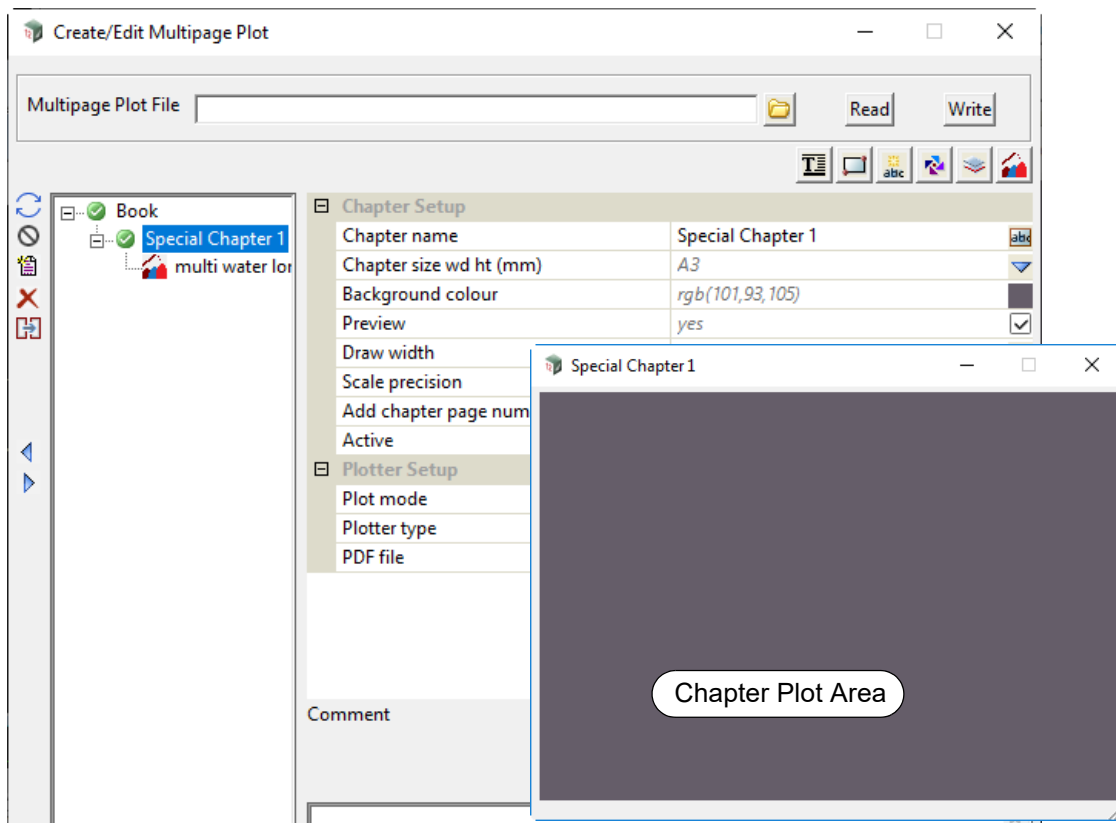 Create/Edit Multipage Plot
Multipage Plot File
Read
Write
T
abc
Book
Special Chapter 1
multi water lor
Chapter Setup
Chapter name Special Chapter 1 abc
Chapter size wd ht (mm) A3
Background colour rgb(101,93,105)
Preview yes
Draw width
Scale precision
Add chapter page num
Active
Plotter Setup
Plot mode
Plotter type
PDF file
Comment
Special Chapter 1
Chapter Plot Area